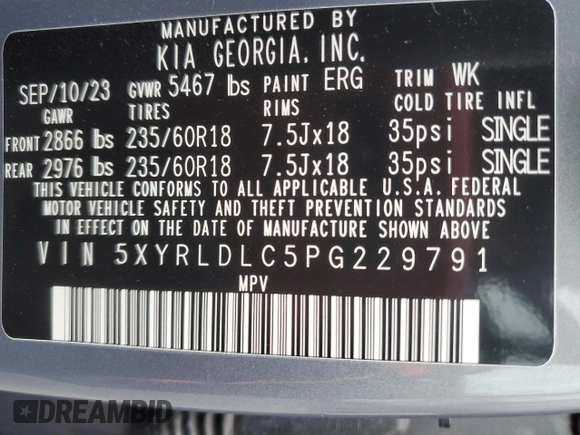 MANUFACTURED BY
KIA GEORGIA, INC.
SEP/10/23 GVWR 5467 lbs PAINT ERG TRIM WK
GAWR TIRES RIMS COLD TIRE INFL
FRONT 2866 lbs 235/60R18 7.5Jx18 35psi SINGLE
REAR 2976 lbs 235/60R18 7.5Jx18 35psi SINGLE
THIS VEHICLE CONFORMS TO ALL APPLICABLE U.S.A. FEDERAL
MOTOR VEHICLE SAFETY AND THEFT PREVENTION STANDARDS
IN EFFECT ON THE DATE OF MANUFACTURE SHOWN ABOVE
VIN 5XYRLDLC5PG229791
MPV
DREAMBID